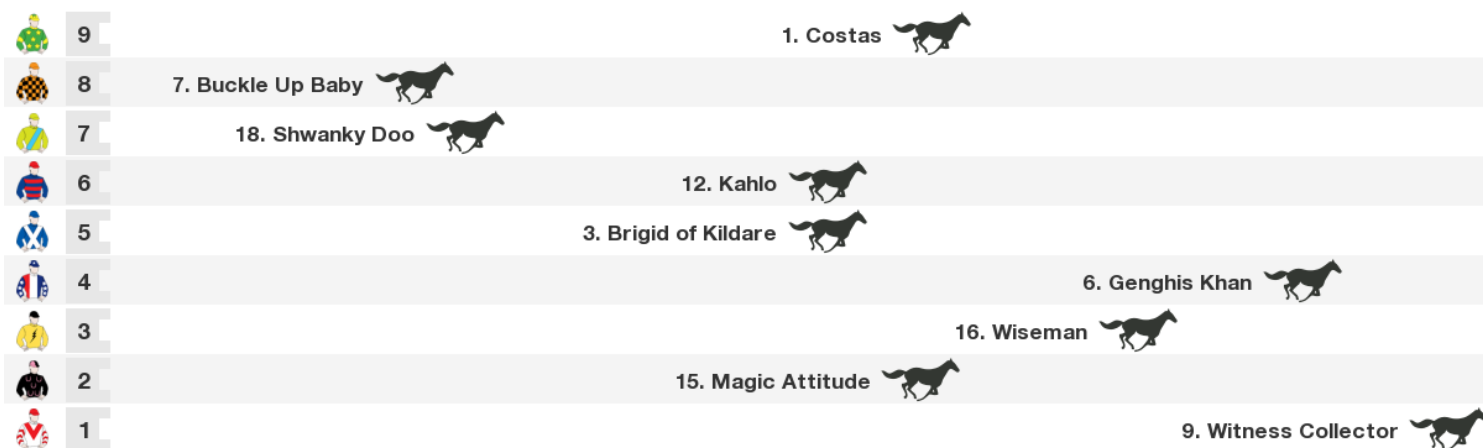 9 1. Costas
8 7. Buckle Up Baby
7 18. Shwanky Doo
6 12. Kahlo
5 3. Brigid of Kildare
4 6. Genghis Khan
3 16. Wiseman
2 15. Magic Attitude
1 9. Witness Collector